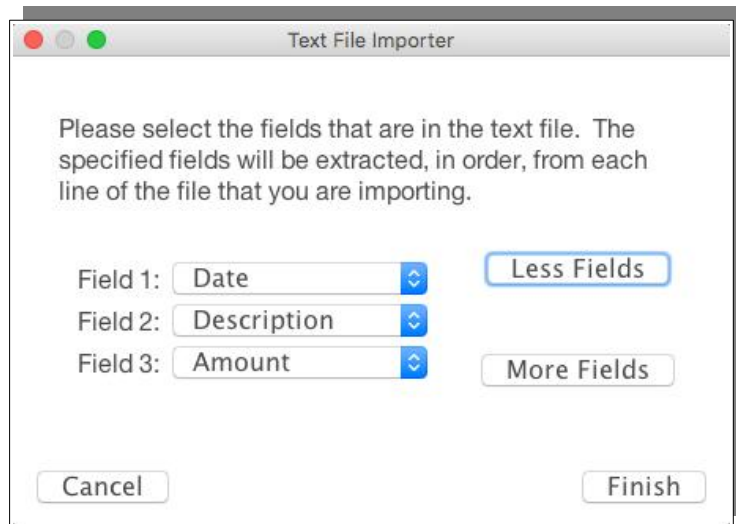 Text File Importer
Please select the fields that are in the text file. The
specified fields will be extracted, in order, from each
line of the file that you are importing.
Field 1: Date
Less Fields
Field 2: Description
Field 3: Amount
More Fields
Cancel
Finish